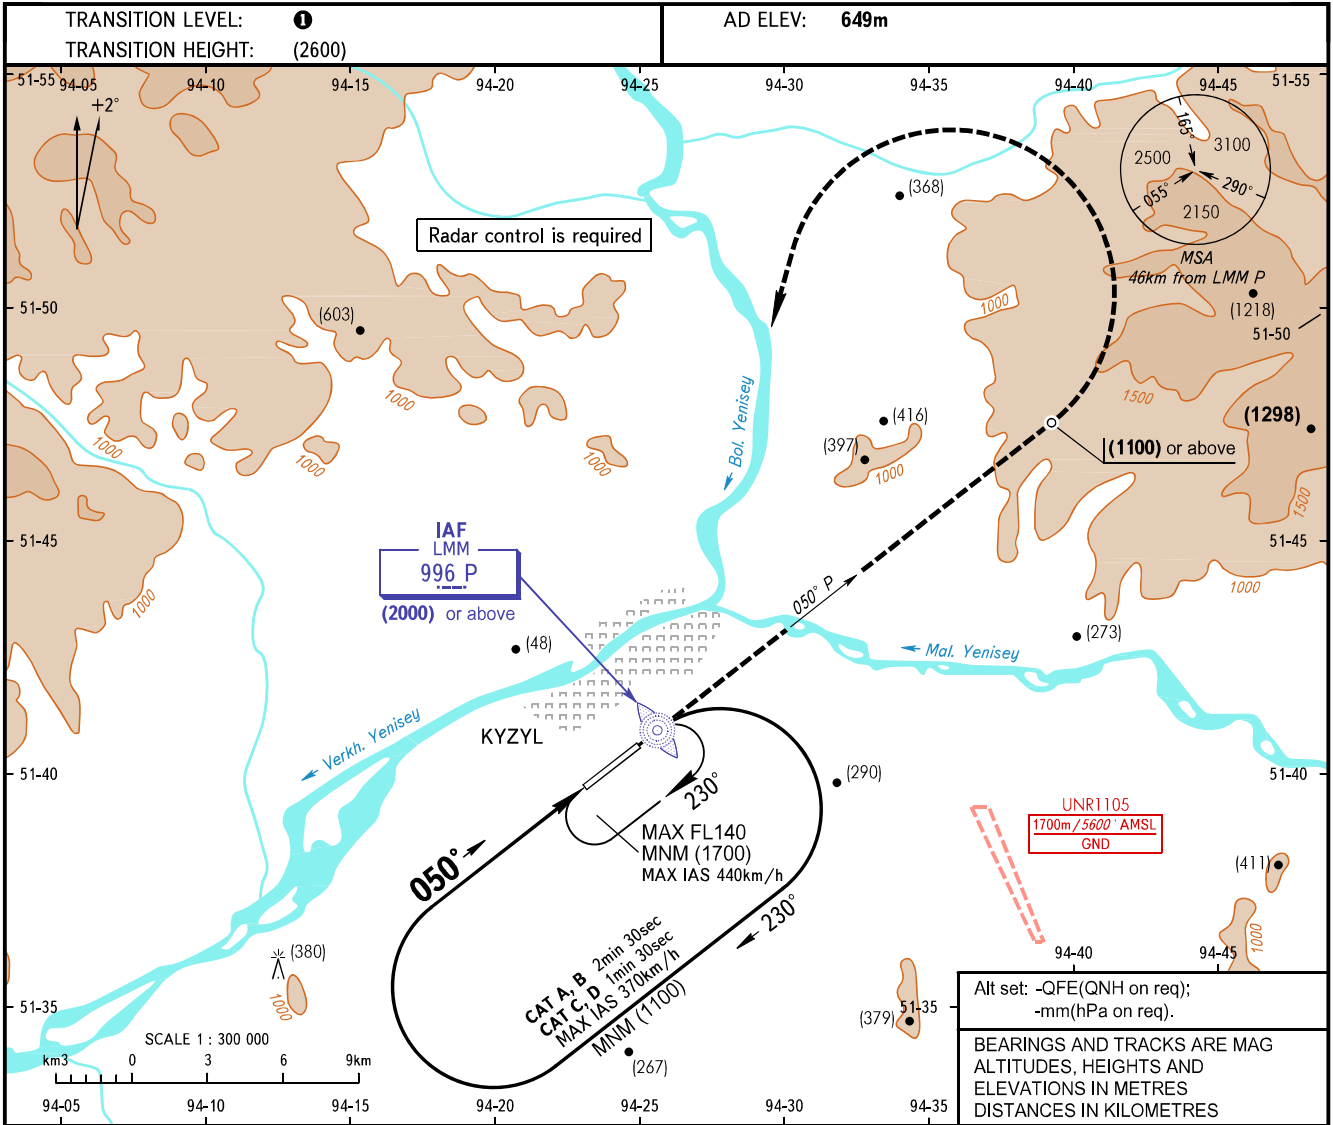 TRANSITION LEVEL: ❶
TRANSITION HEIGHT: (2600)
AD ELEV: 649m
51-55
94-05
94-10
94-15
94-20
94-25
94-30
94-35
94-40
94-45
51-55
+2°
165°
3100
2500
055°
290°
2150
MSA
46km from LMM P
(368)
Radar control is required
51-50
(603)
1000
(1218)
51-50
1000
1500
(1298)
(416)
(397)
1000
(1100) or above
Bol. Yenisey
1000
1000
1000
1500
51-45
51-45
IAF
LMM
996 P
(2000) or above
1000
1000
050° P
(48)
(273)
Mal. Yenisey
KYZYL
Verkh. Yenisey
51-40
51-40
(290)
230°
UNR1105
1700m/5600' AMSL
GND
MAX FL140
MNM (1700)
MAX IAS 440km/h
050°
(411)
230°
1000
CAT A, B 2min 30sec
CAT C, D 1min 30sec
MAX IAS 370km/h
MNM (1100)
(380)
1000
94-40
94-45
51-35
51-35
(379)
(267)
SCALE 1 : 300 000
km3 0 3 6 9km
Alt set: -QFE(QNH on req);
-mm(hPa on req).
BEARINGS AND TRACKS ARE MAG
ALTITUDES, HEIGHTS AND
ELEVATIONS IN METRES
DISTANCES IN KILOMETRES
94-05
94-10
94-15
94-20
94-25
94-30
94-35